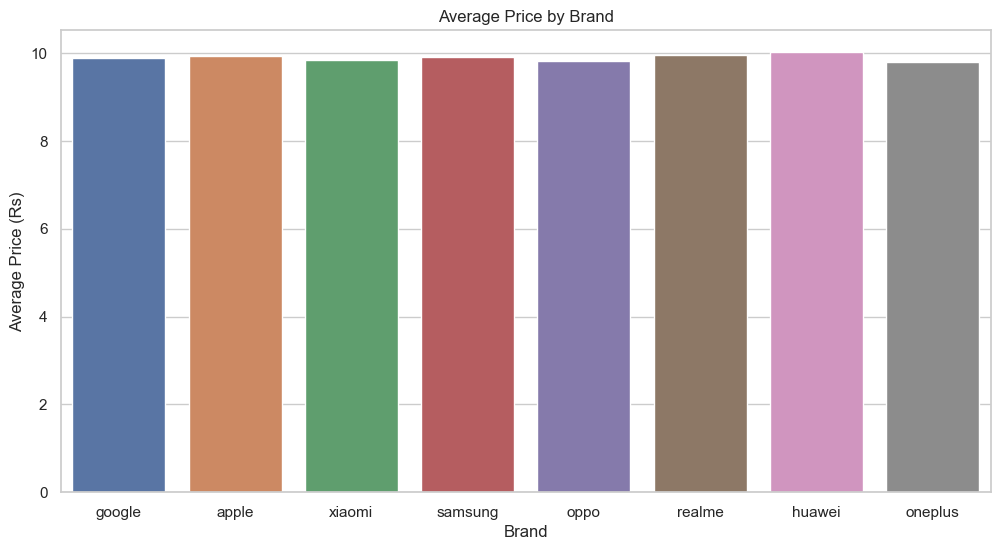 Average Price by Brand
Average Price (Rs)
10
8
6
4
2
0
google apple xiaomi samsung oppo realme huawei oneplus
Brand